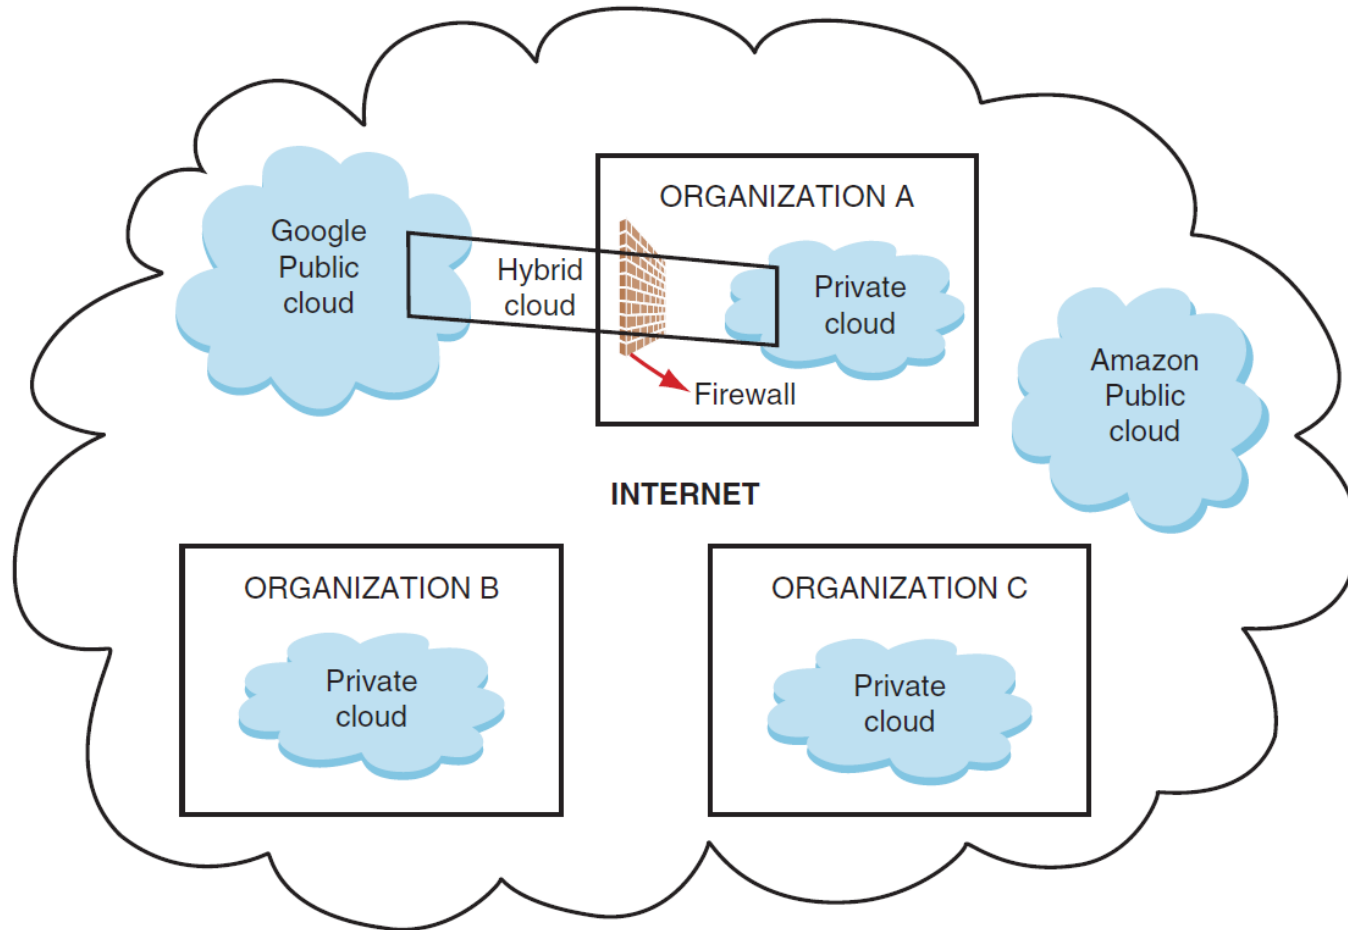 ORGANIZATION A
Google
Public
cloud
Hybrid
cloud
Private
cloud
Firewall
Amazon
Public
cloud
INTERNET
ORGANIZATION B
Private
cloud
ORGANIZATION C
Private
cloud